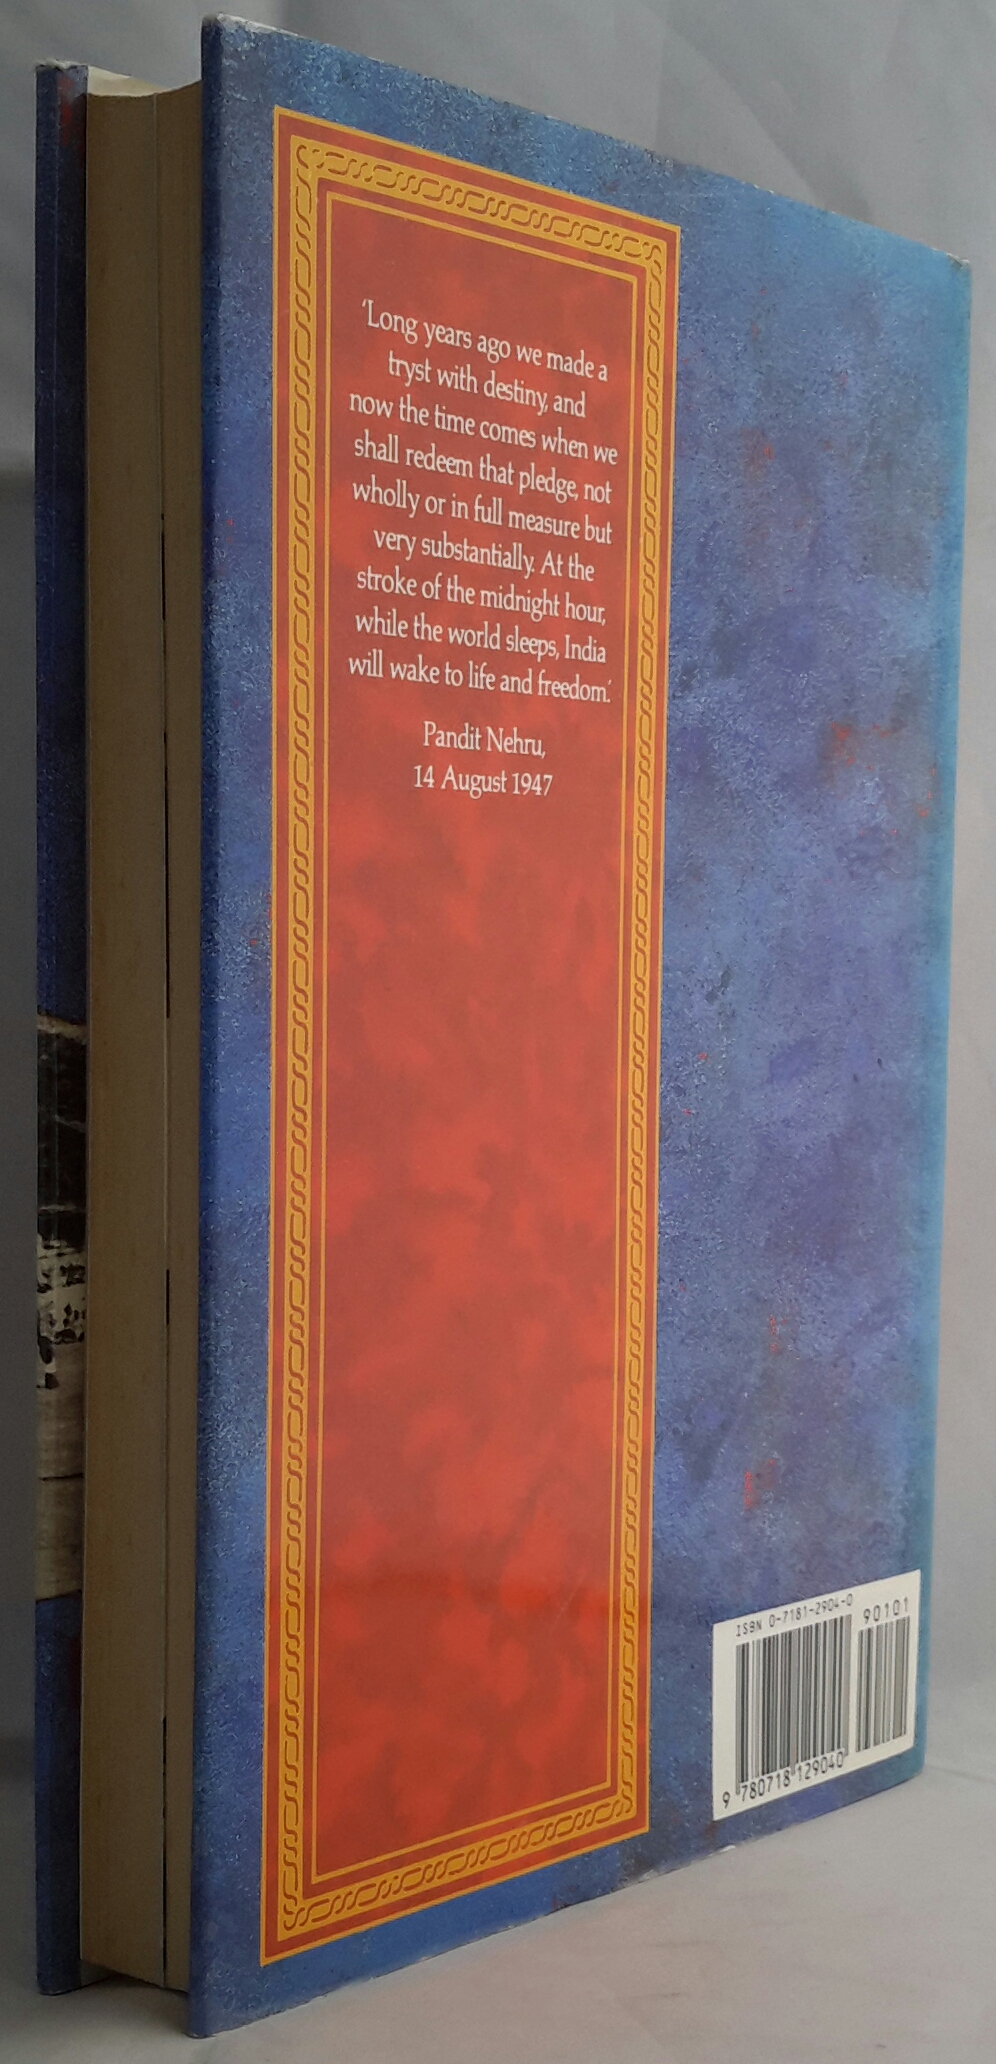 ‘Long years ago we made a
tryst with destiny, and
now the time comes when we
shall redeem that pledge, not
wholly or in full measure but
very substantially. At the
stroke of the midnight hour,
while the world sleeps, India
will wake to life and freedom.’
Pandit Nehru,
14 August 1947
ISBN 0-7181-2904-0
90101
9 780718 129040